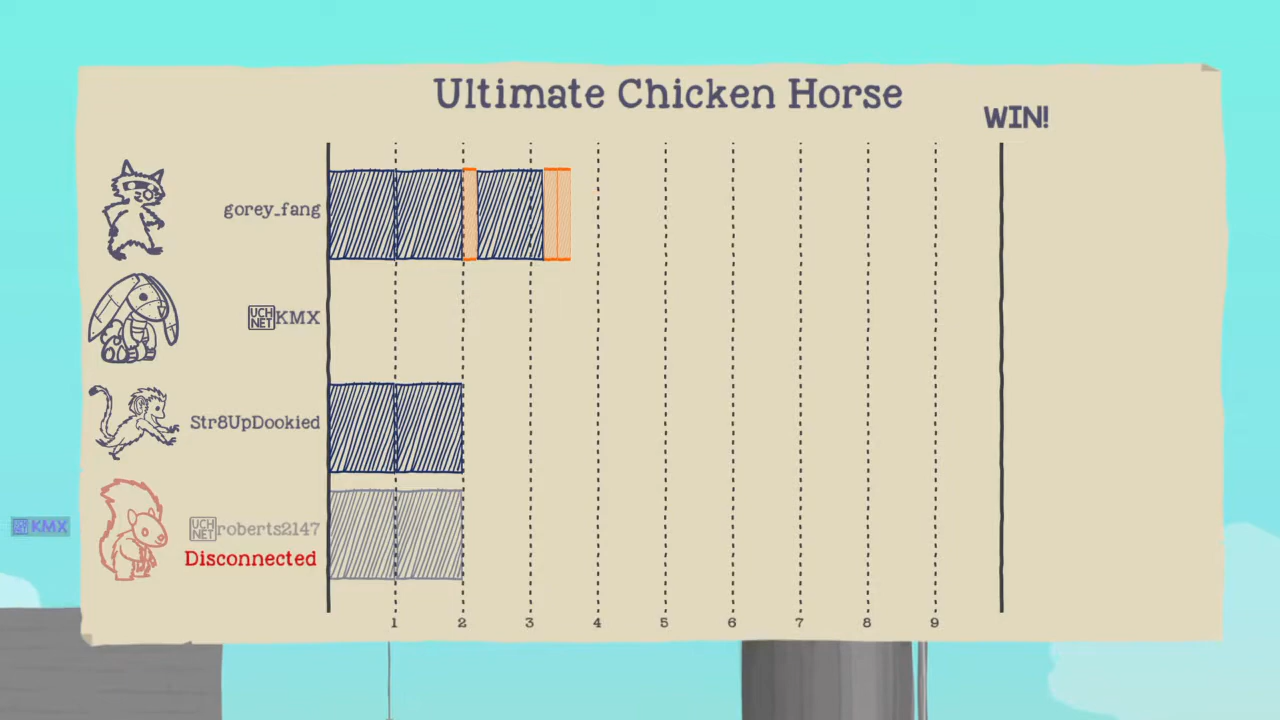 Ultimate Chicken Horse
WIN!
gorey_fang
UCH NET KMX
Str8UpDookied
UCH NET roberts2147
Disconnected
KMX
1 2 3 4 5 6 7 8 9